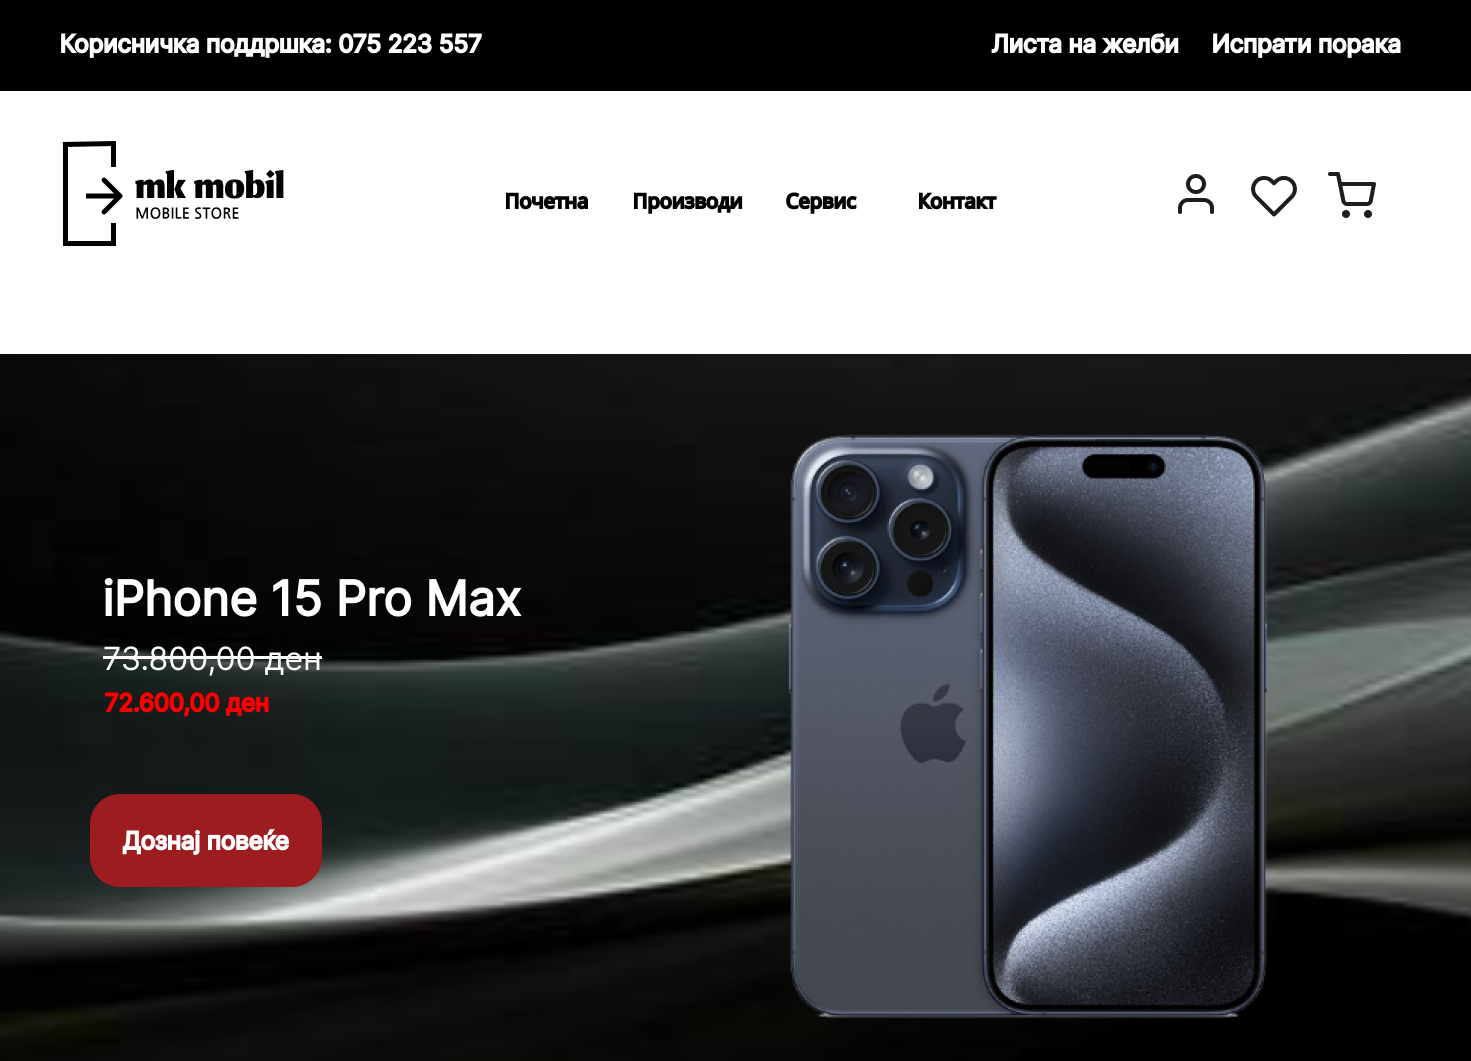 Корисничка поддршка: 075 223 557
Листа на желби
Испрати порака
mk mobil
MOBILE STORE
Почетна
Производи
Сервис
Контакт
iPhone 15 Pro Max
73.800,00 ден
72.600,00 ден
Дознај повеќе